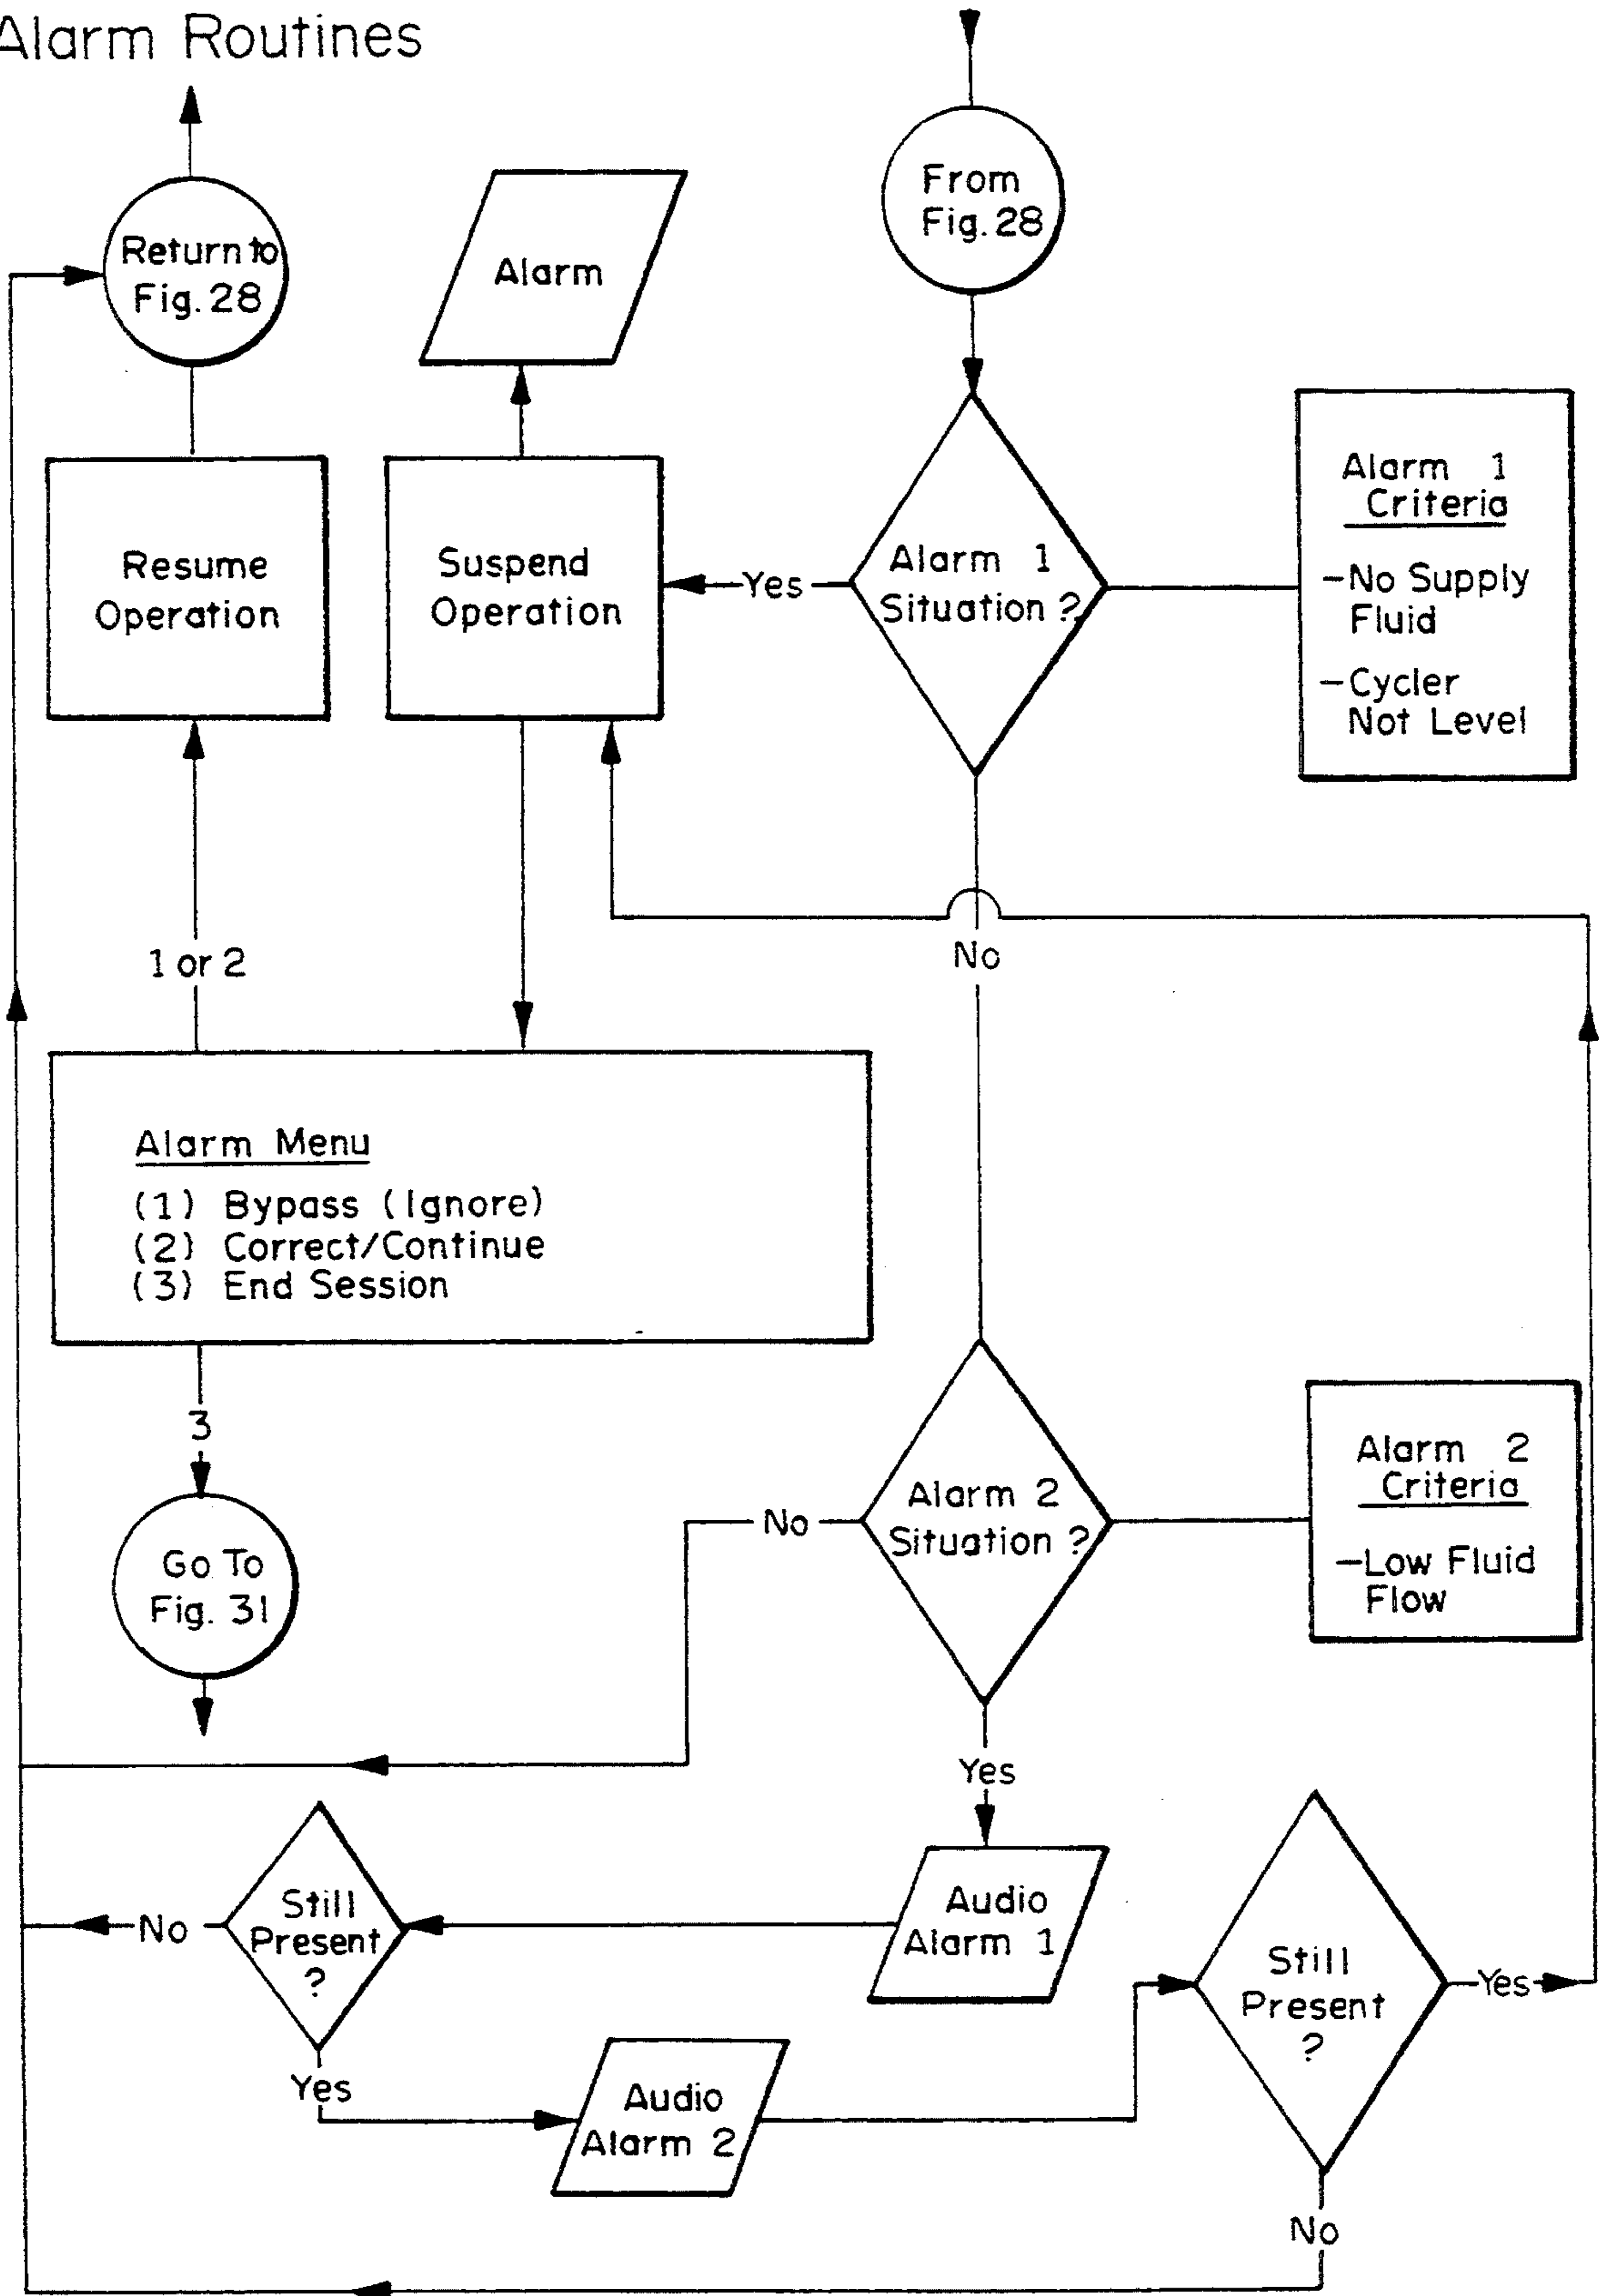 Alarm Routines
From
Fig. 28
Return to
Fig. 28
Alarm
Alarm 1
Criteria
-No Supply
Fluid
-Cycler
Not Level
Resume
Operation
Suspend
Operation
Yes
Alarm 1
Situation ?
No
1 or 2
Alarm Menu
(1) Bypass (Ignore)
(2) Correct/Continue
(3) End Session
3
Go To
Fig. 31
No
Alarm 2
Situation ?
Alarm 2
Criteria
-Low Fluid
Flow
Yes
No
Still
Present
?
Audio
Alarm 1
Still
Present
?
Yes
Yes
Audio
Alarm 2
No